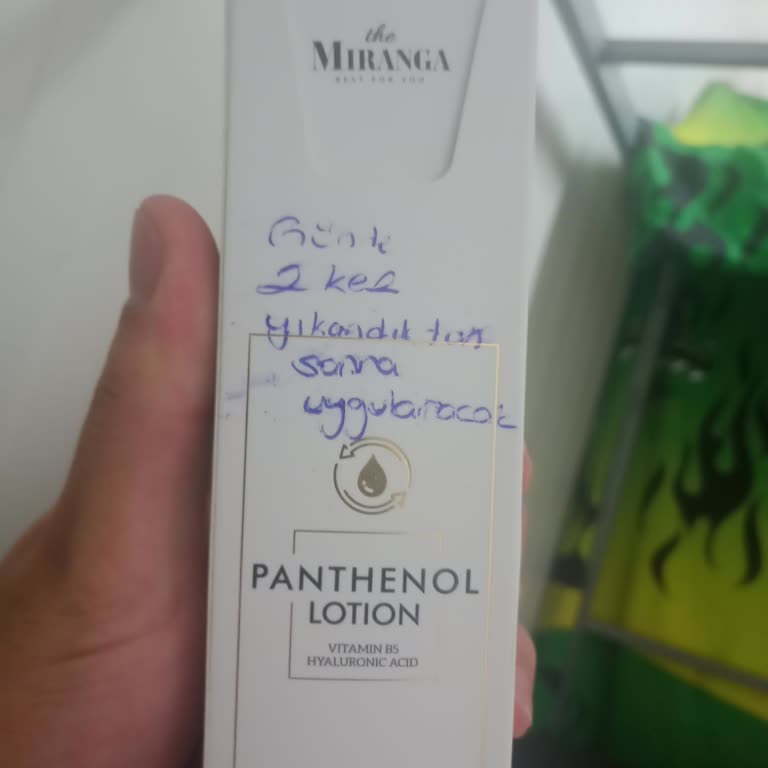 the
MIRANGA
BEST FOR YOU
Günde
2 kez
yıkandıktan
sonra
uygulanacak
PANTHENOL
LOTION
VITAMIN B5
HYALURONIC ACID